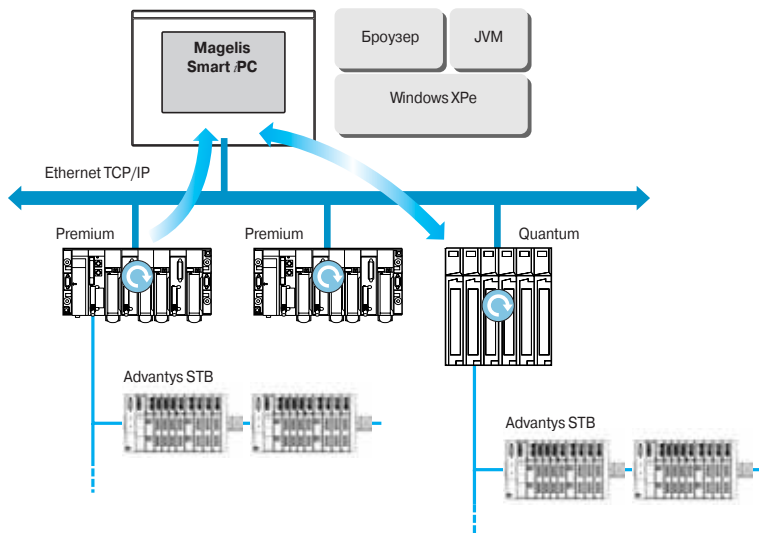 Magelis
Smart iPC
Броузер
JVM
Windows XPe
Ethernet TCP/IP
Premium
Premium
Quantum
Advantys STB
Advantys STB